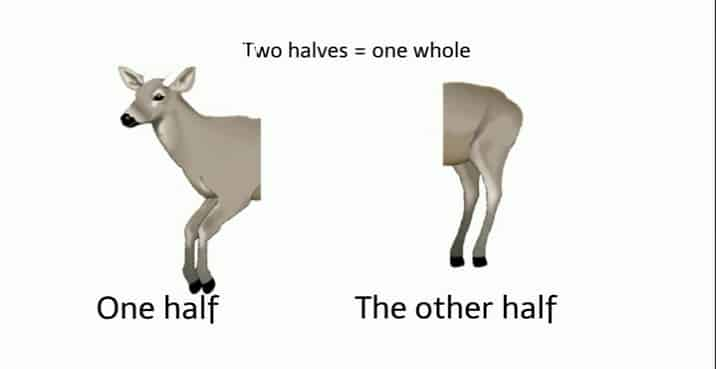 Two halves = one whole
One half
The other half